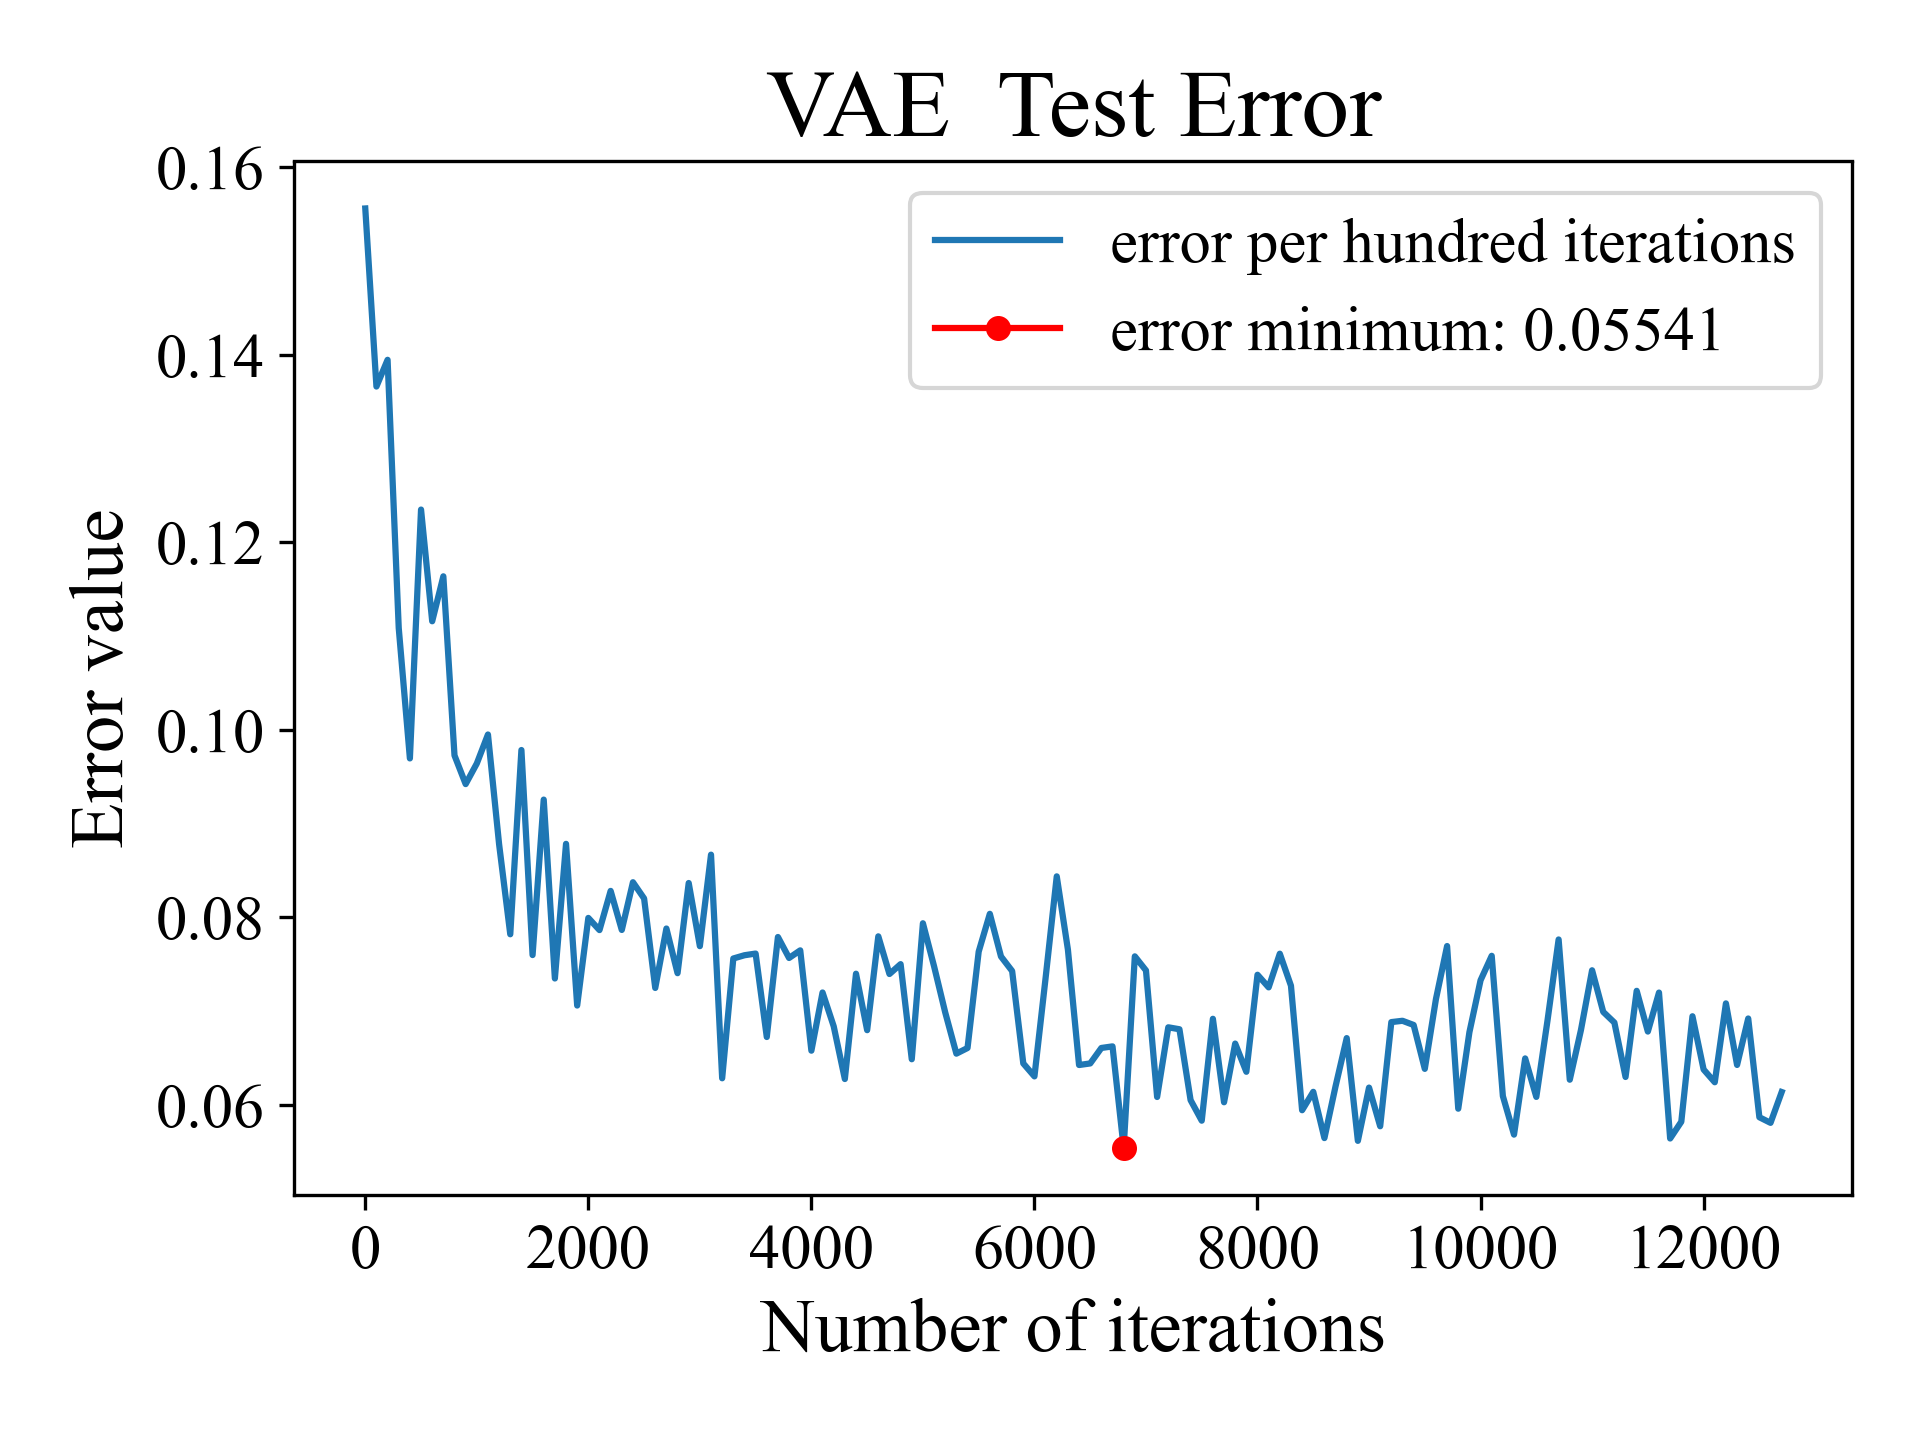 VAE  Test Error
error per hundred iterations
error minimum: 0.05541
Error value
0.16
0.14
0.12
0.10
0.08
0.06
0 2000 4000 6000 8000 10000 12000
Number of iterations